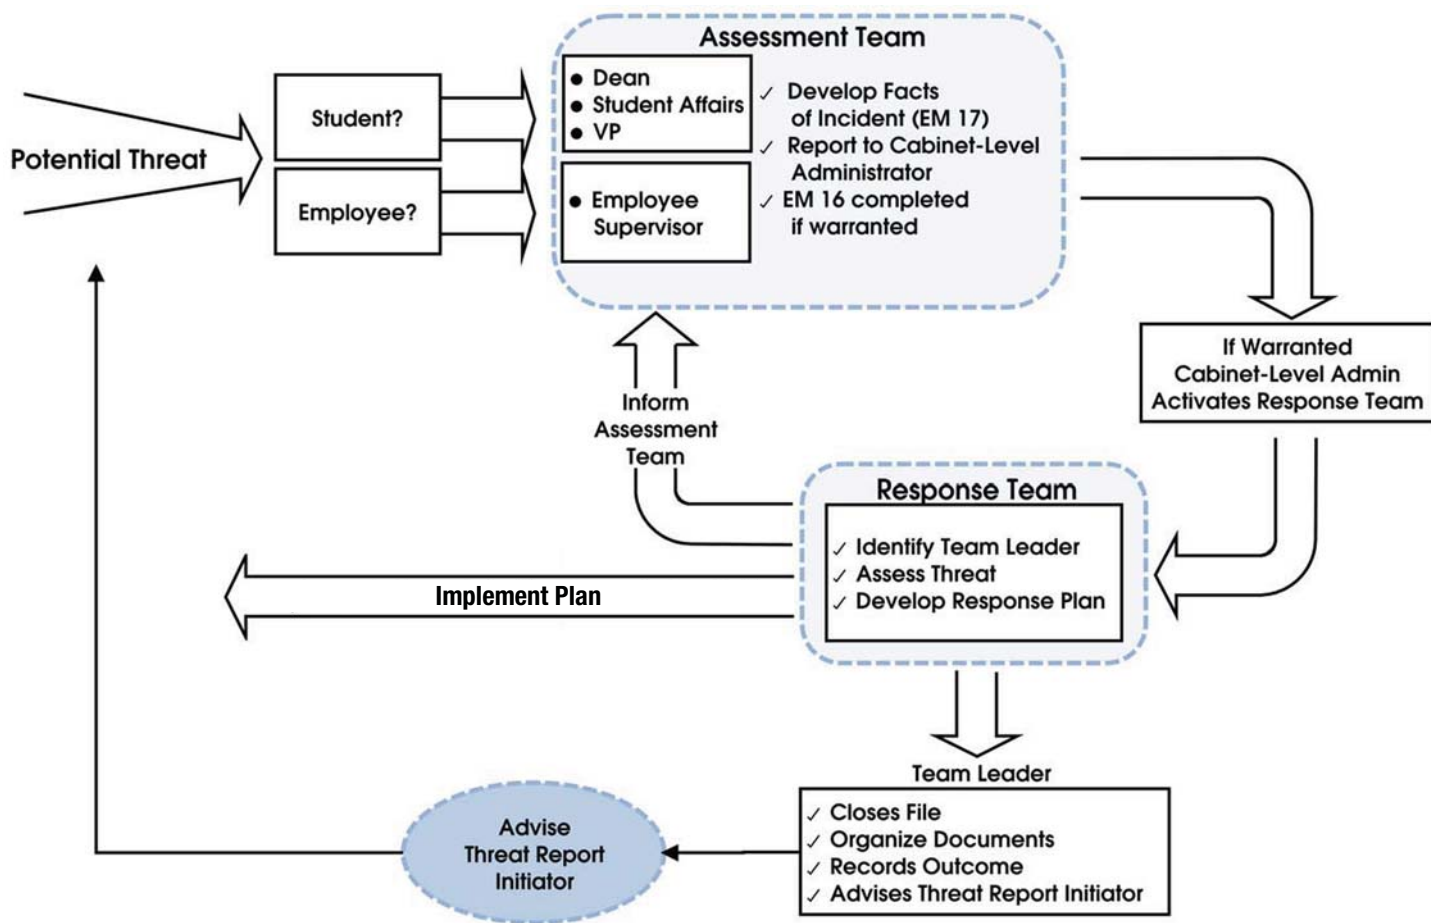 Assessment Team
Potential Threat
Student?
Employee?
● Dean
● Student Affairs
● VP
● Employee
Supervisor
✓ Develop Facts
of Incident (EM 17)
✓ Report to Cabinet-Level
Administrator
✓ EM 16 completed
if warranted
If Warranted
Cabinet-Level Admin
Activates Response Team
Inform
Assessment
Team
Response Team
✓ Identify Team Leader
✓ Assess Threat
✓ Develop Response Plan
Implement Plan
Team Leader
✓ Closes File
✓ Organize Documents
✓ Records Outcome
✓ Advises Threat Report Initiator
Advise
Threat Report
Initiator